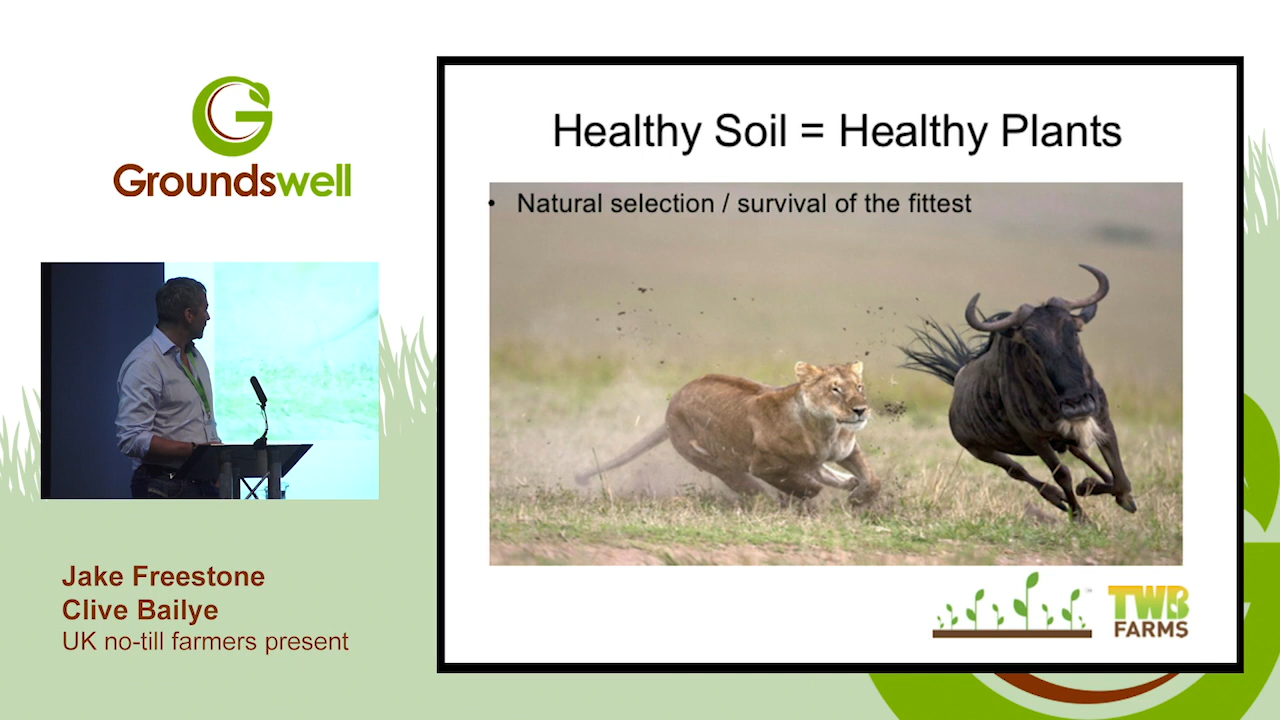 Groundswell
Healthy Soil = Healthy Plants
• Natural selection / survival of the fittest
Jake Freestone
Clive Bailye
UK no-till farmers present
TWB
FARMS